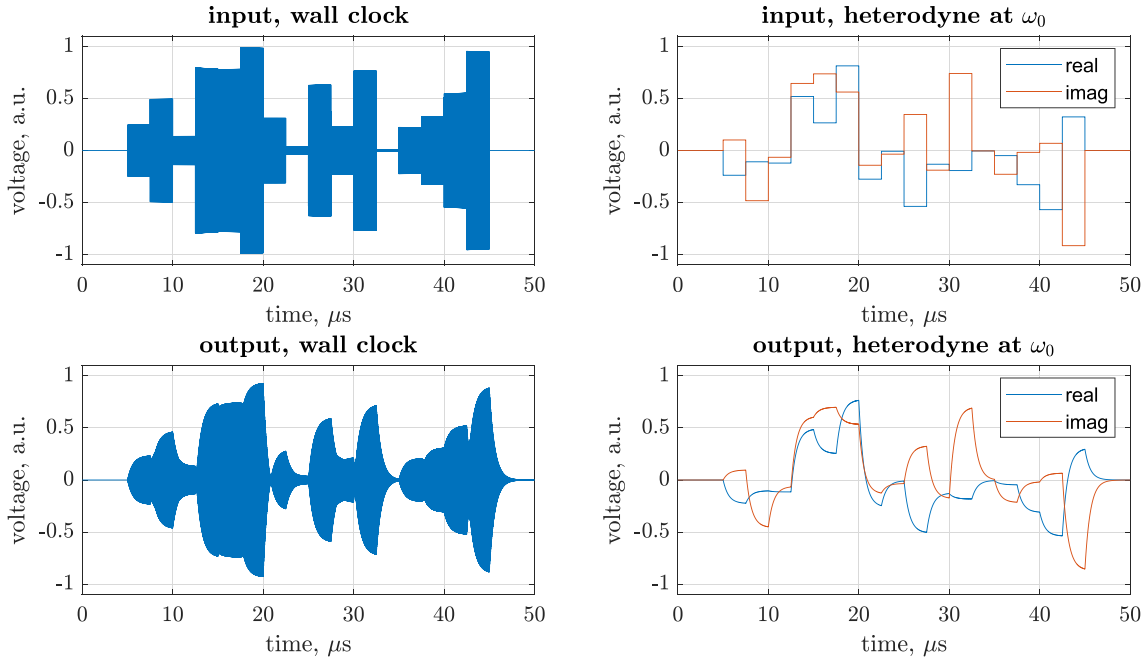 input, wall clock
1
0.5
0
-0.5
-1
voltage, a.u.
0 10 20 30 40 50
time, μs
input, heterodyne at ω₀
real
imag
1
0.5
0
-0.5
-1
voltage, a.u.
0 10 20 30 40 50
time, μs
output, wall clock
1
0.5
0
-0.5
-1
voltage, a.u.
0 10 20 30 40 50
time, μs
output, heterodyne at ω₀
real
imag
1
0.5
0
-0.5
-1
voltage, a.u.
0 10 20 30 40 50
time, μs